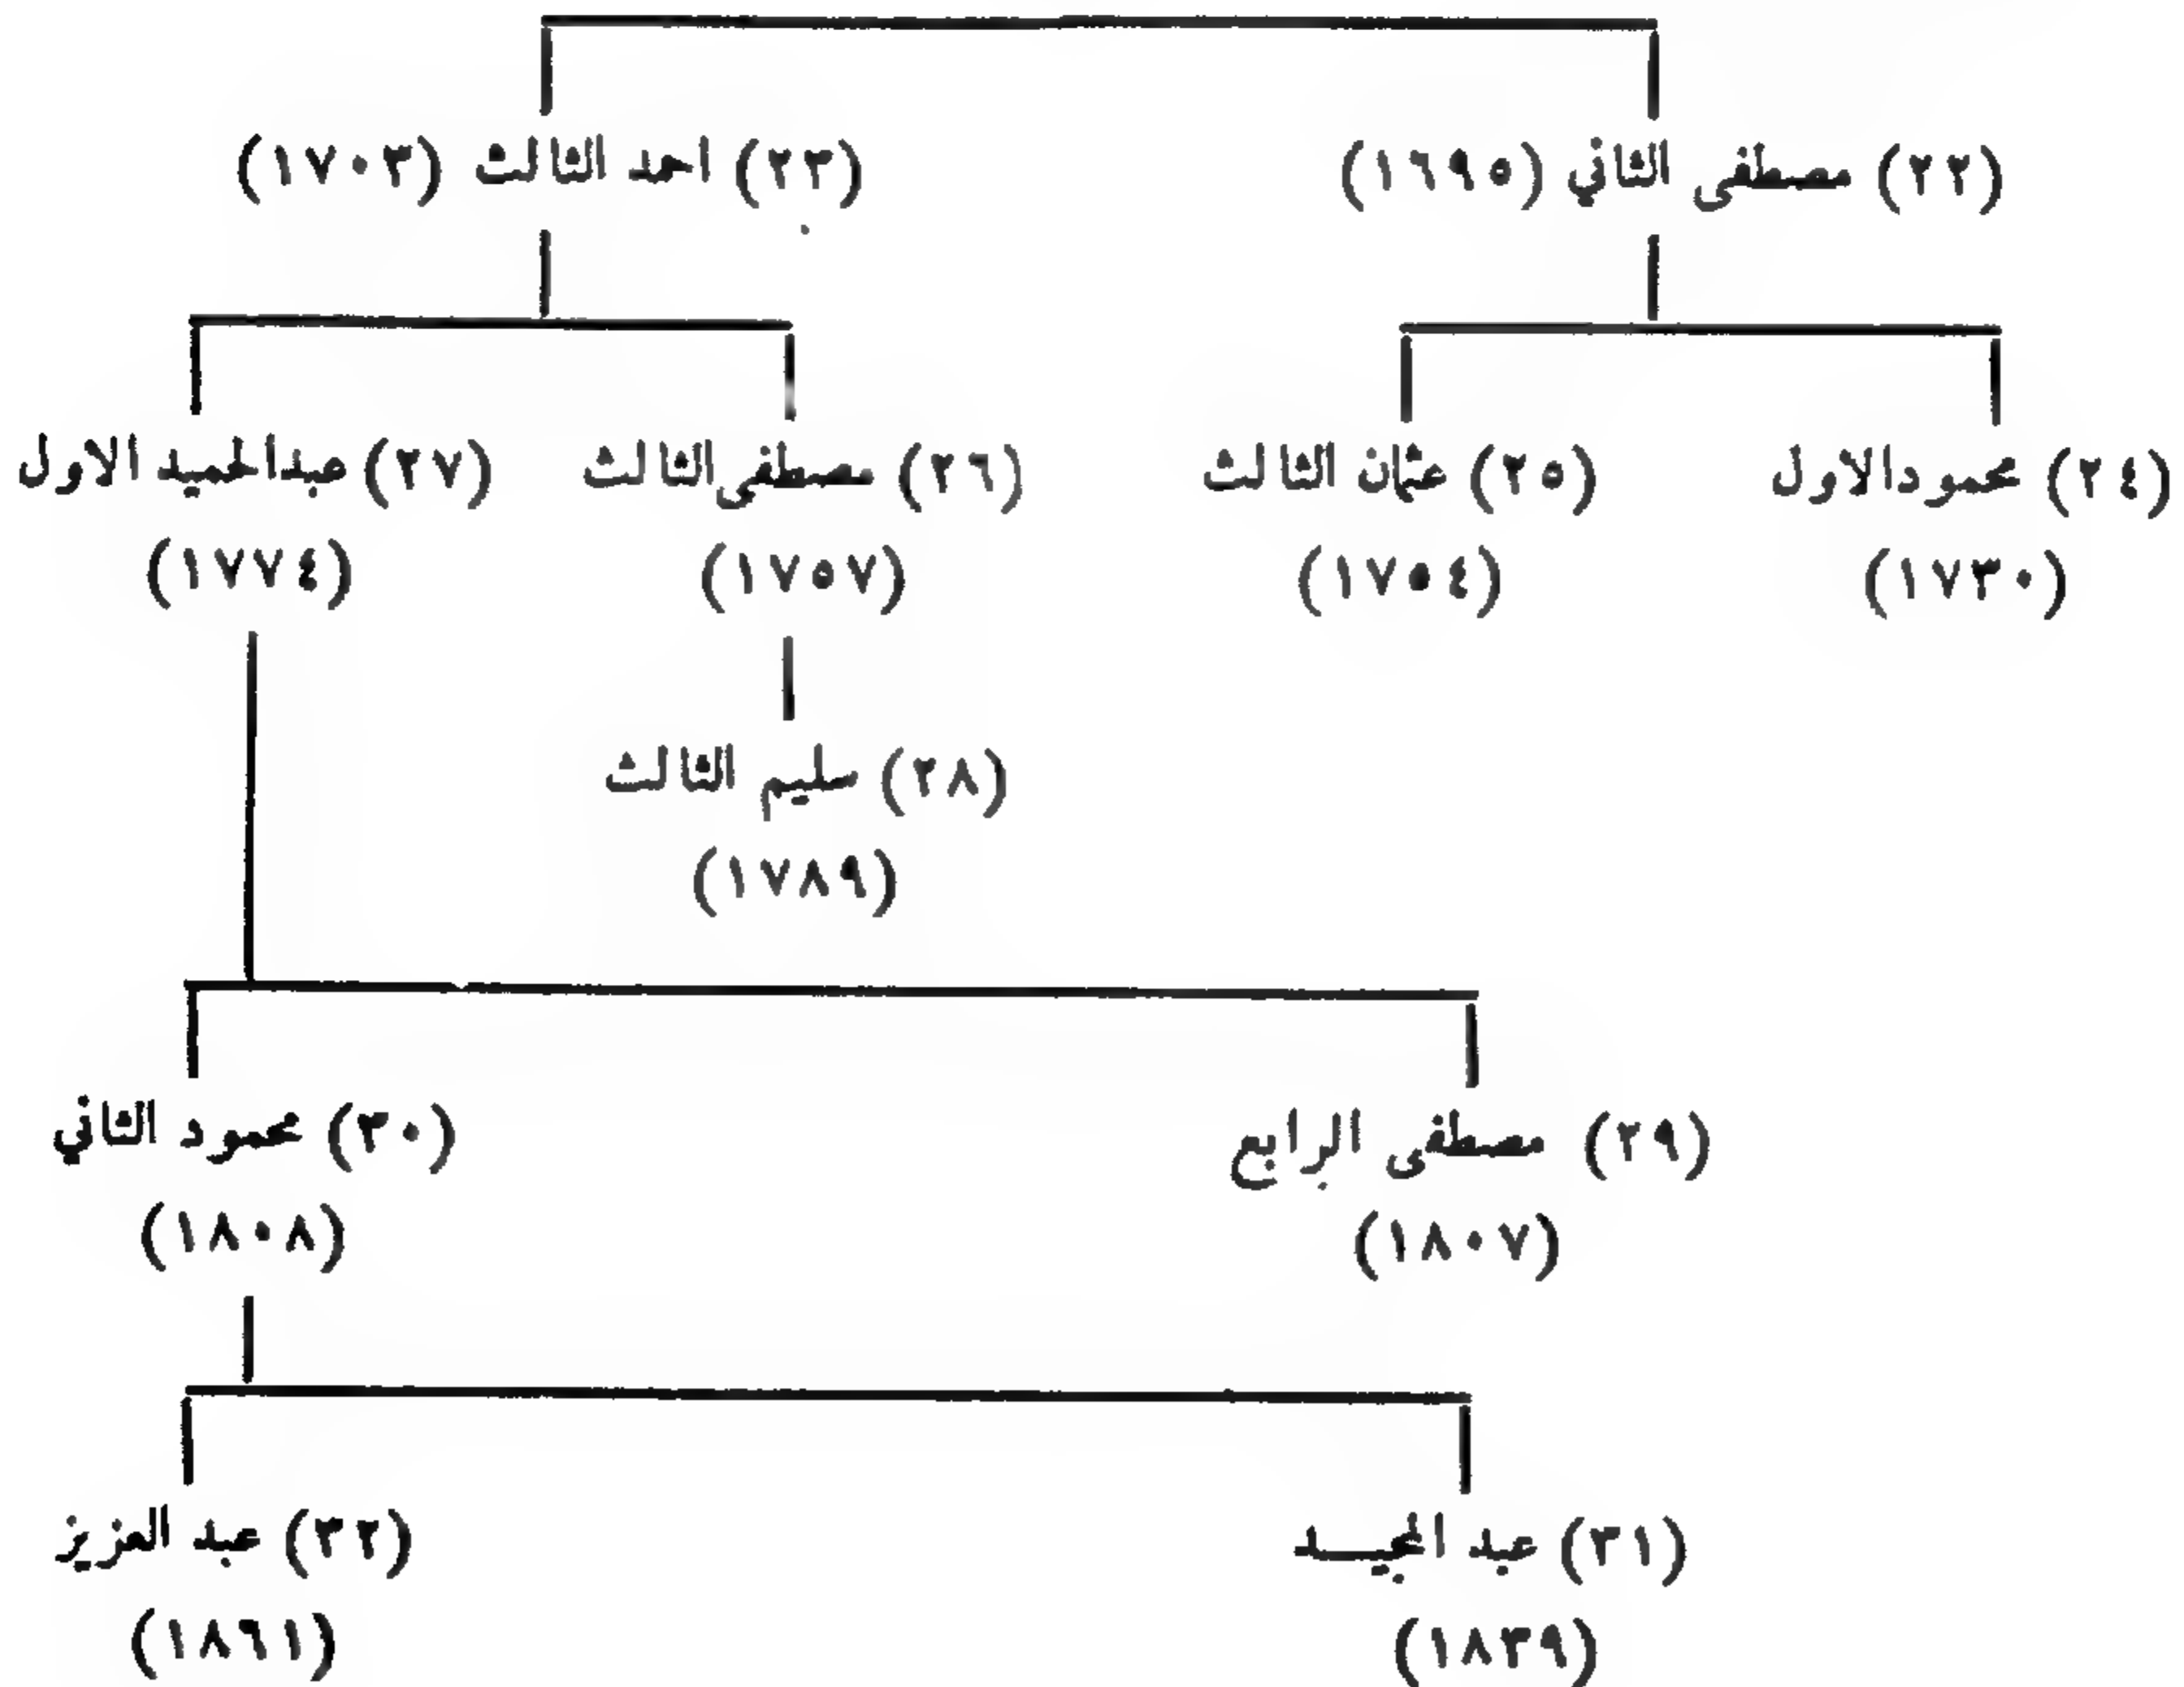 (٢٢) مصطفى الثاني (١٦٩٥)
(٢٣) احمد الثالث (١٧٠٣)
(٢٤) محمود الاول
(١٧٣٠)
(٢٥) عثمان الثالث
(١٧٥٤)
(٢٦) مصطفى الثالث
(١٧٥٧)
(٢٧) عبدالحميد الاول
(١٧٧٤)
(٢٨) سليم الثالث
(١٧٨٩)
(٢٩) مصطفى الرابع
(١٨٠٧)
(٣٠) محمود الثاني
(١٨٠٨)
(٣١) عبد المجيد
(١٨٣٩)
(٣٢) عبد العزيز
(١٨٦١)